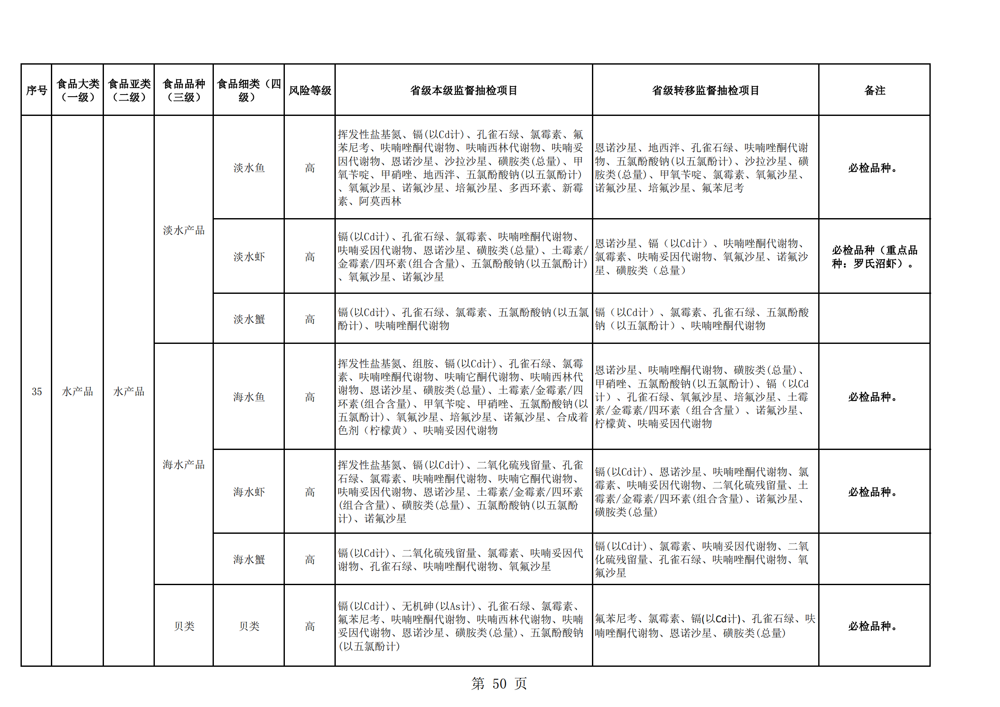 序号
食品大类
（一级）
食品亚类
（二级）
食品品种
（三级）
食品细类（四
级）
风险等级
省级本级监督抽检项目
省级转移监督抽检项目
备注
35
水产品
水产品
淡水产品
淡水鱼
高
挥发性盐基氮、镉(以Cd计)、孔雀石绿、氯霉素、氟
苯尼考、呋喃唑酮代谢物、呋喃西林代谢物、呋喃妥
因代谢物、恩诺沙星、沙拉沙星、磺胺类(总量)、甲
氧苄啶、甲硝唑、地西泮、五氯酚酸钠(以五氯酚计)
、氧氟沙星、诺氟沙星、培氟沙星、多西环素、新霉
素、阿莫西林
恩诺沙星、地西泮、孔雀石绿、呋喃唑酮代谢
物、五氯酚酸钠(以五氯酚计)、沙拉沙星、磺
胺类(总量)、甲氧苄啶、氯霉素、氧氟沙星、
诺氟沙星、培氟沙星、氟苯尼考
必检品种。
淡水虾
高
镉(以Cd计)、孔雀石绿、氯霉素、呋喃唑酮代谢物、
呋喃妥因代谢物、恩诺沙星、磺胺类(总量)、土霉素/
金霉素/四环素(组合含量)、五氯酚酸钠(以五氯酚计)
、氧氟沙星、诺氟沙星
恩诺沙星、镉（以Cd计）、呋喃唑酮代谢物、
氯霉素、呋喃妥因代谢物、氧氟沙星、诺氟沙
星、磺胺类（总量）
必检品种（重点品
种：罗氏沼虾）。
淡水蟹
高
镉(以Cd计)、孔雀石绿、氯霉素、五氯酚酸钠(以五氯
酚计)、呋喃唑酮代谢物
镉（以Cd计）、氯霉素、孔雀石绿、五氯酚酸
钠（以五氯酚计）、呋喃唑酮代谢物
海水产品
海水鱼
高
挥发性盐基氮、组胺、镉(以Cd计)、孔雀石绿、氯霉
素、呋喃唑酮代谢物、呋喃它酮代谢物、呋喃西林代
谢物、恩诺沙星、磺胺类(总量)、土霉素/金霉素/四
环素(组合含量)、甲氧苄啶、甲硝唑、五氯酚酸钠(以
五氯酚计)、氧氟沙星、培氟沙星、诺氟沙星、合成着
色剂（柠檬黄）、呋喃妥因代谢物
恩诺沙星、呋喃唑酮代谢物、磺胺类(总量)、
甲硝唑、五氯酚酸钠(以五氯酚计)、镉（以Cd
计）、孔雀石绿、氧氟沙星、培氟沙星、土霉
素/金霉素/四环素（组合含量）、诺氟沙星、
柠檬黄、呋喃妥因代谢物
必检品种。
海水虾
高
挥发性盐基氮、镉(以Cd计)、二氧化硫残留量、孔雀
石绿、氯霉素、呋喃唑酮代谢物、呋喃它酮代谢物、
呋喃妥因代谢物、恩诺沙星、土霉素/金霉素/四环素
(组合含量)、磺胺类(总量)、五氯酚酸钠(以五氯酚
计)、诺氟沙星
镉(以Cd计)、恩诺沙星、呋喃唑酮代谢物、氯
霉素、呋喃妥因代谢物、二氧化硫残留量、土
霉素/金霉素/四环素(组合含量)、诺氟沙星、
磺胺类(总量)
必检品种。
海水蟹
高
镉(以Cd计)、二氧化硫残留量、氯霉素、呋喃妥因代
谢物、孔雀石绿、呋喃唑酮代谢物、氧氟沙星
镉(以Cd计)、氯霉素、呋喃妥因代谢物、二氧
化硫残留量、孔雀石绿、呋喃唑酮代谢物、氧
氟沙星
贝类
贝类
高
镉(以Cd计)、无机砷(以As计)、孔雀石绿、氯霉素、
氟苯尼考、呋喃唑酮代谢物、呋喃西林代谢物、呋喃
妥因代谢物、恩诺沙星、磺胺类(总量)、五氯酚酸钠
(以五氯酚计)
氟苯尼考、氯霉素、镉(以Cd计)、孔雀石绿、呋
喃唑酮代谢物、恩诺沙星、磺胺类(总量)
必检品种。
第 50 页